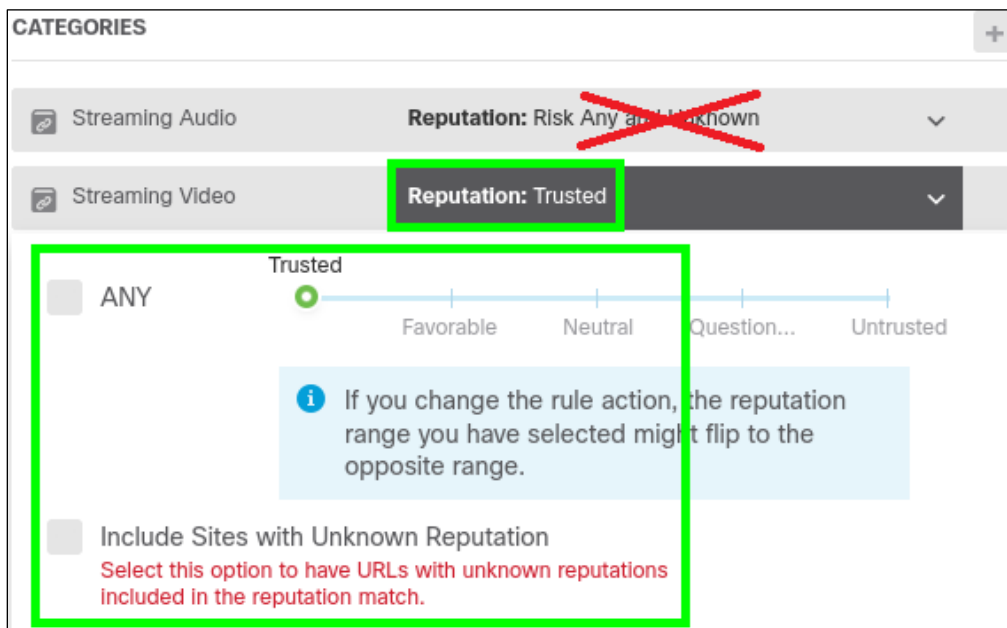 CATEGORIES
+
Streaming Audio Reputation: Risk Any and Unknown
Streaming Video Reputation: Trusted
Trusted
ANY
Favorable Neutral Question... Untrusted
If you change the rule action, the reputation
range you have selected might flip to the
opposite range.
Include Sites with Unknown Reputation
Select this option to have URLs with unknown reputations
included in the reputation match.